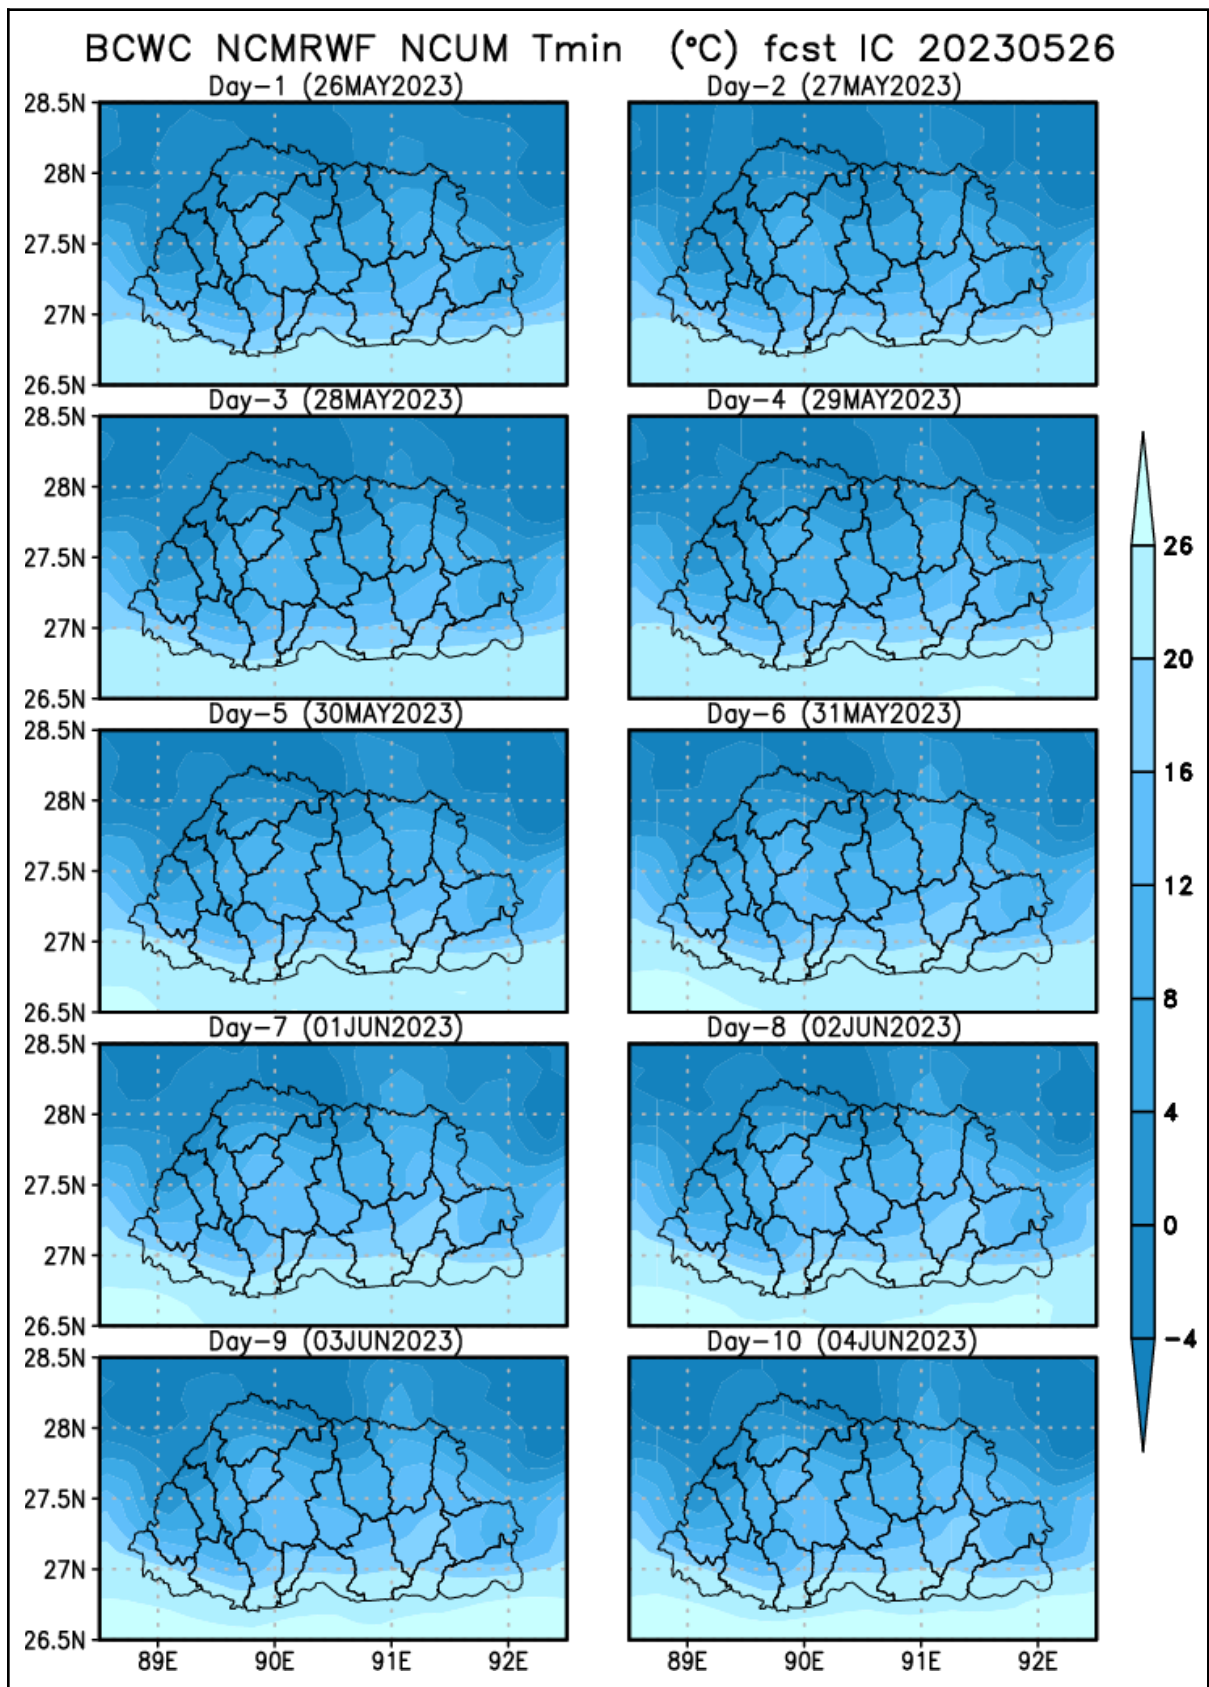 BCWC NCMRWF NCUM Tmin (°C) fcst IC 20230526
Day-1 (26MAY2023) Day-2 (27MAY2023)
28.5N
28N
27.5N
27N
26.5N
Day-3 (28MAY2023) Day-4 (29MAY2023)
28.5N
28N
27.5N
27N
26.5N
Day-5 (30MAY2023) Day-6 (31MAY2023)
28.5N
28N
27.5N
27N
26.5N
Day-7 (01JUN2023) Day-8 (02JUN2023)
28.5N
28N
27.5N
27N
26.5N
Day-9 (03JUN2023) Day-10 (04JUN2023)
28.5N
28N
27.5N
27N
26.5N
89E 90E 91E 92E 89E 90E 91E 92E
26
20
16
12
8
4
0
-4